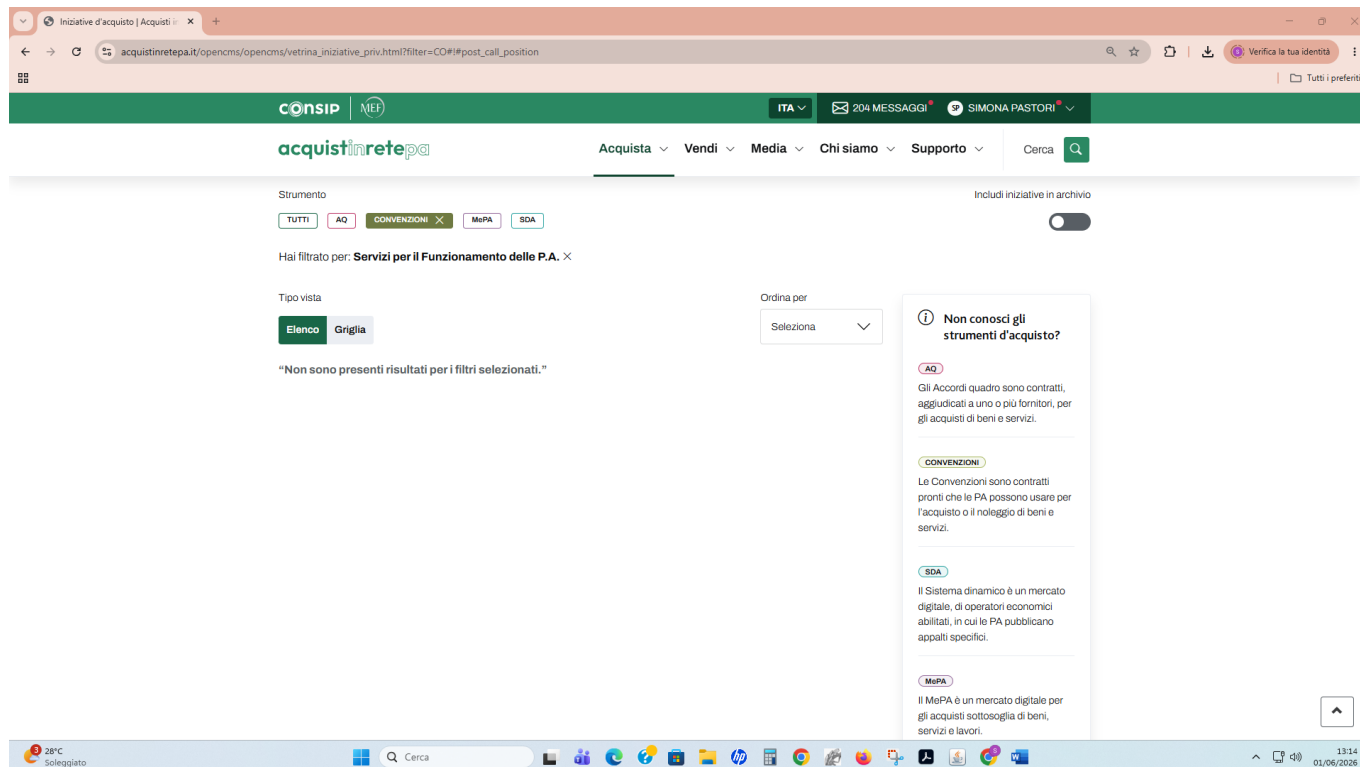 Iniziative d'acquisto | Acquisti in
acquistinretepa.it/opencms/opencms/vetrina_iniziative_priv.html?filter=CO#!#post_call_position
Verifica la tua identità
Tutti i preferiti
consip MEF
ITA
204 MESSAGGI
SP SIMONA PASTORI
acquistinretepa
Acquista Vendi Media Chi siamo Supporto Cerca
Strumento
Includi iniziative in archivio
TUTTI AQ CONVENZIONI MePA SDA
Hai filtrato per: Servizi per il Funzionamento delle P.A.
Tipo vista
Ordina per
Elenco Griglia
Seleziona
“Non sono presenti risultati per i filtri selezionati.”
Non conosci gli
strumenti d'acquisto?
AQ
Gli Accordi quadro sono contratti,
aggiudicati a uno o più fornitori, per
gli acquisti di beni e servizi.
CONVENZIONI
Le Convenzioni sono contratti
pronti che le PA possono usare per
l'acquisto o il noleggio di beni e
servizi.
SDA
Il Sistema dinamico è un mercato
digitale, di operatori economici
abilitati, in cui le PA pubblicano
appalti specifici.
MePA
Il MePA è un mercato digitale per
gli acquisti sottosoglia di beni,
servizi e lavori.
3
28°C
Soleggiato
Cerca
13:14
01/06/2026